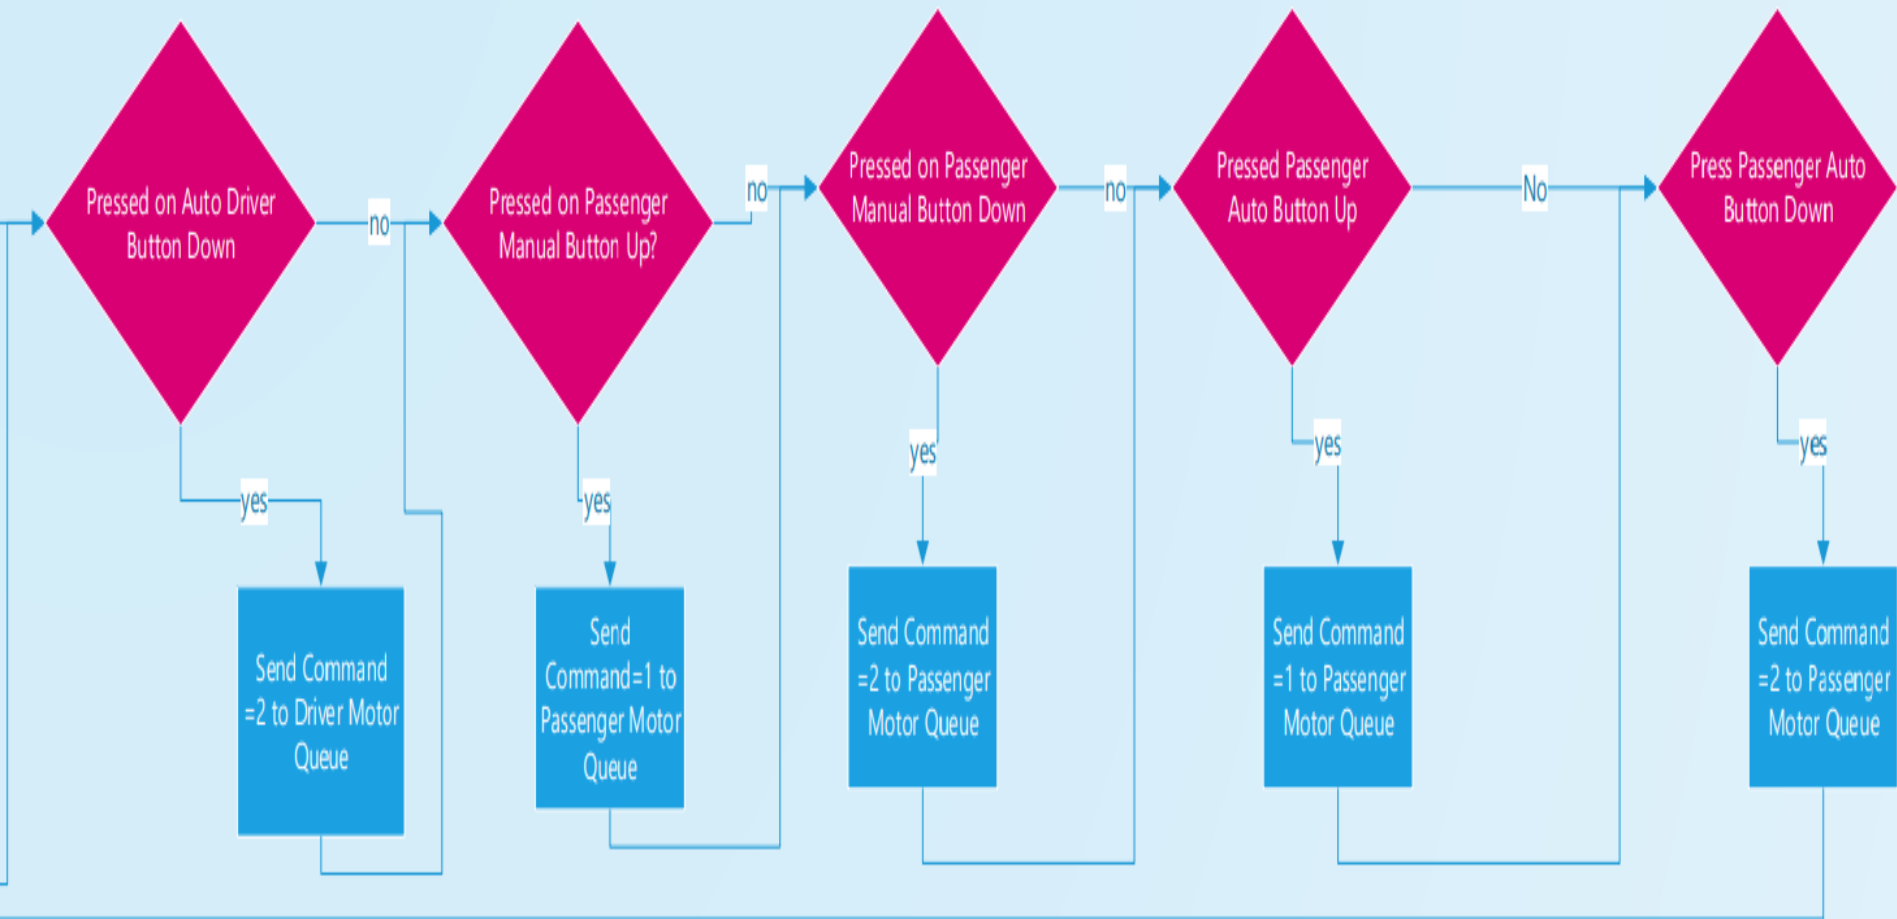 Pressed on Auto Driver
Button Down
no
Pressed on Passenger
Manual Button Up?
no
Pressed on Passenger
Manual Button Down
no
Pressed Passenger
Auto Button Up
No
Press Passenger Auto
Button Down
yes
yes
yes
yes
yes
Send Command
=2 to Driver Motor
Queue
Send
Command=1 to
Passenger Motor
Queue
Send Command
=2 to Passenger
Motor Queue
Send Command
=1 to Passenger
Motor Queue
Send Command
=2 to Passenger
Motor Queue